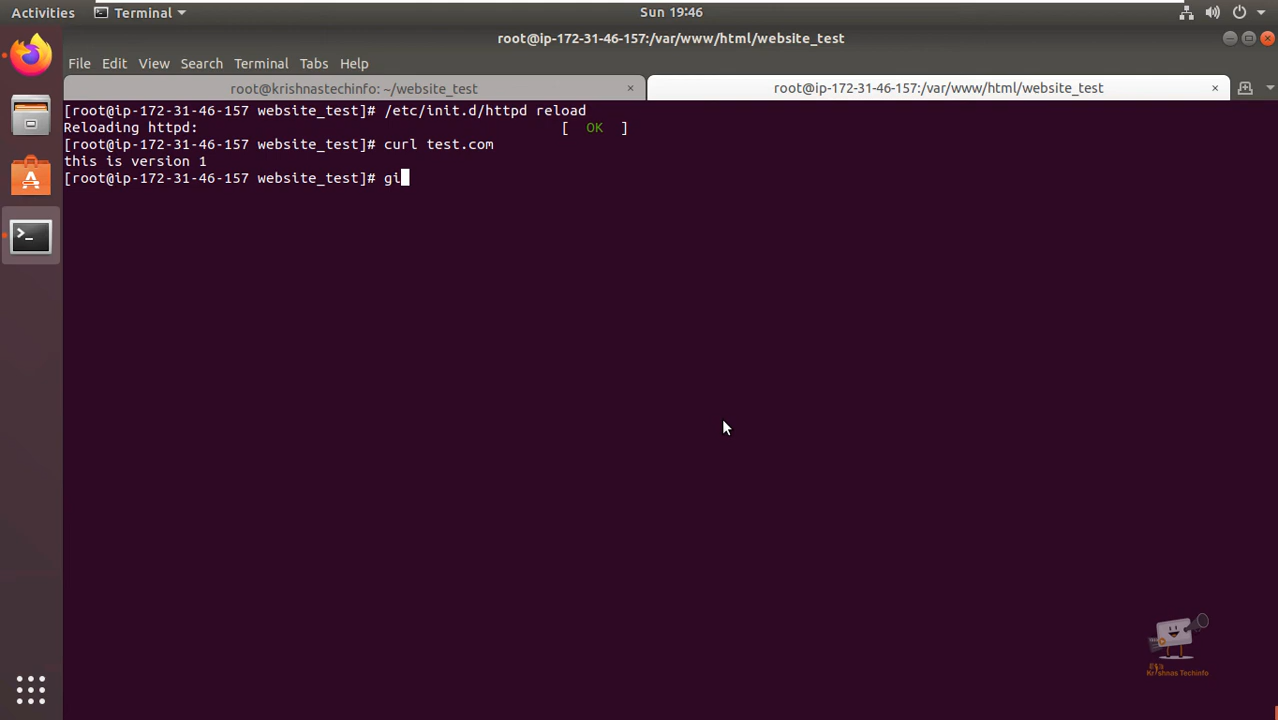 Activities Terminal Sun 19:46
root@ip-172-31-46-157:/var/www/html/website_test
File Edit View Search Terminal Tabs Help
root@krishnastechinfo: ~/website_test × root@ip-172-31-46-157:/var/www/html/website_test ×
[root@ip-172-31-46-157 website_test]# /etc/init.d/httpd reload
Reloading httpd: [ OK ]
[root@ip-172-31-46-157 website_test]# curl test.com
this is version 1
[root@ip-172-31-46-157 website_test]# gi
Krishnas Techinfo